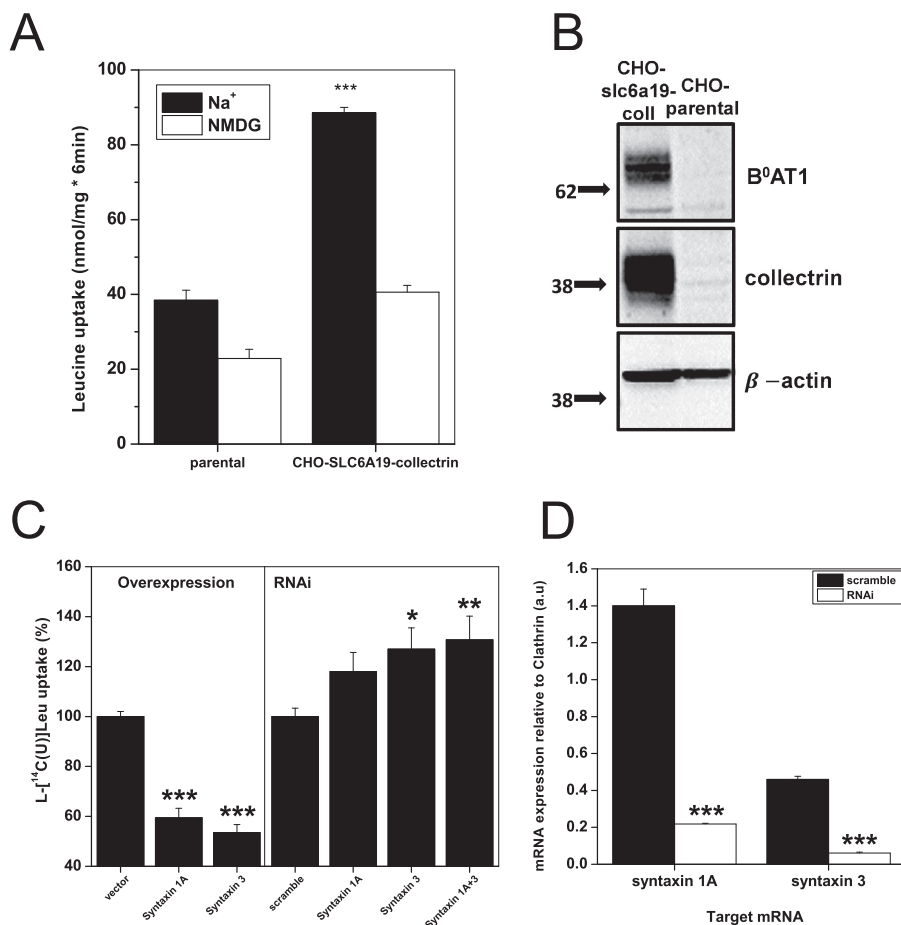 A
Leucine uptake (nmol/mg * 6min)
100
80
60
40
20
0
Na+
NMDG
***
parental
CHO-SLC6A19-collectrin
B
CHO-
slc6a19-
coll
CHO-
parental
62
B⁰AT1
38
collectrin
38
β –actin
C
L-[¹⁴C(U)]Leu uptake (%)
160
140
120
100
80
60
40
Overexpression
RNAi
***
***
*
**
vector
Syntaxin 1A
Syntaxin 3
scramble
Syntaxin 1A
Syntaxin 3
Syntaxin 1A+3
D
mRNA expression relative to Clathrin (a.u)
1.6
1.4
1.2
1.0
0.8
0.6
0.4
0.2
0.0
scramble
RNAi
***
***
syntaxin 1A
syntaxin 3
Target mRNA